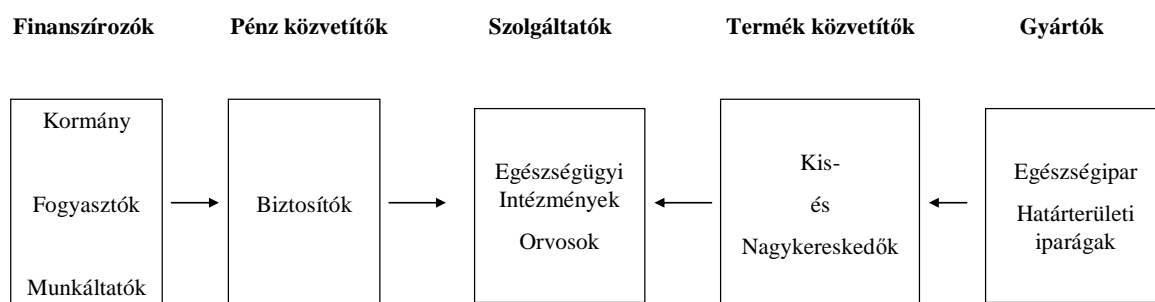 Finanszírozók
Pénz közvetítők
Szolgáltatók
Termék közvetítők
Gyártók
Kormány
Fogyasztók
Munkáltatók
Biztosítók
Egészségügyi
Intézmények
Orvosok
Kis-
és
Nagykereskedők
Egészségipar
Határterületi
iparágak